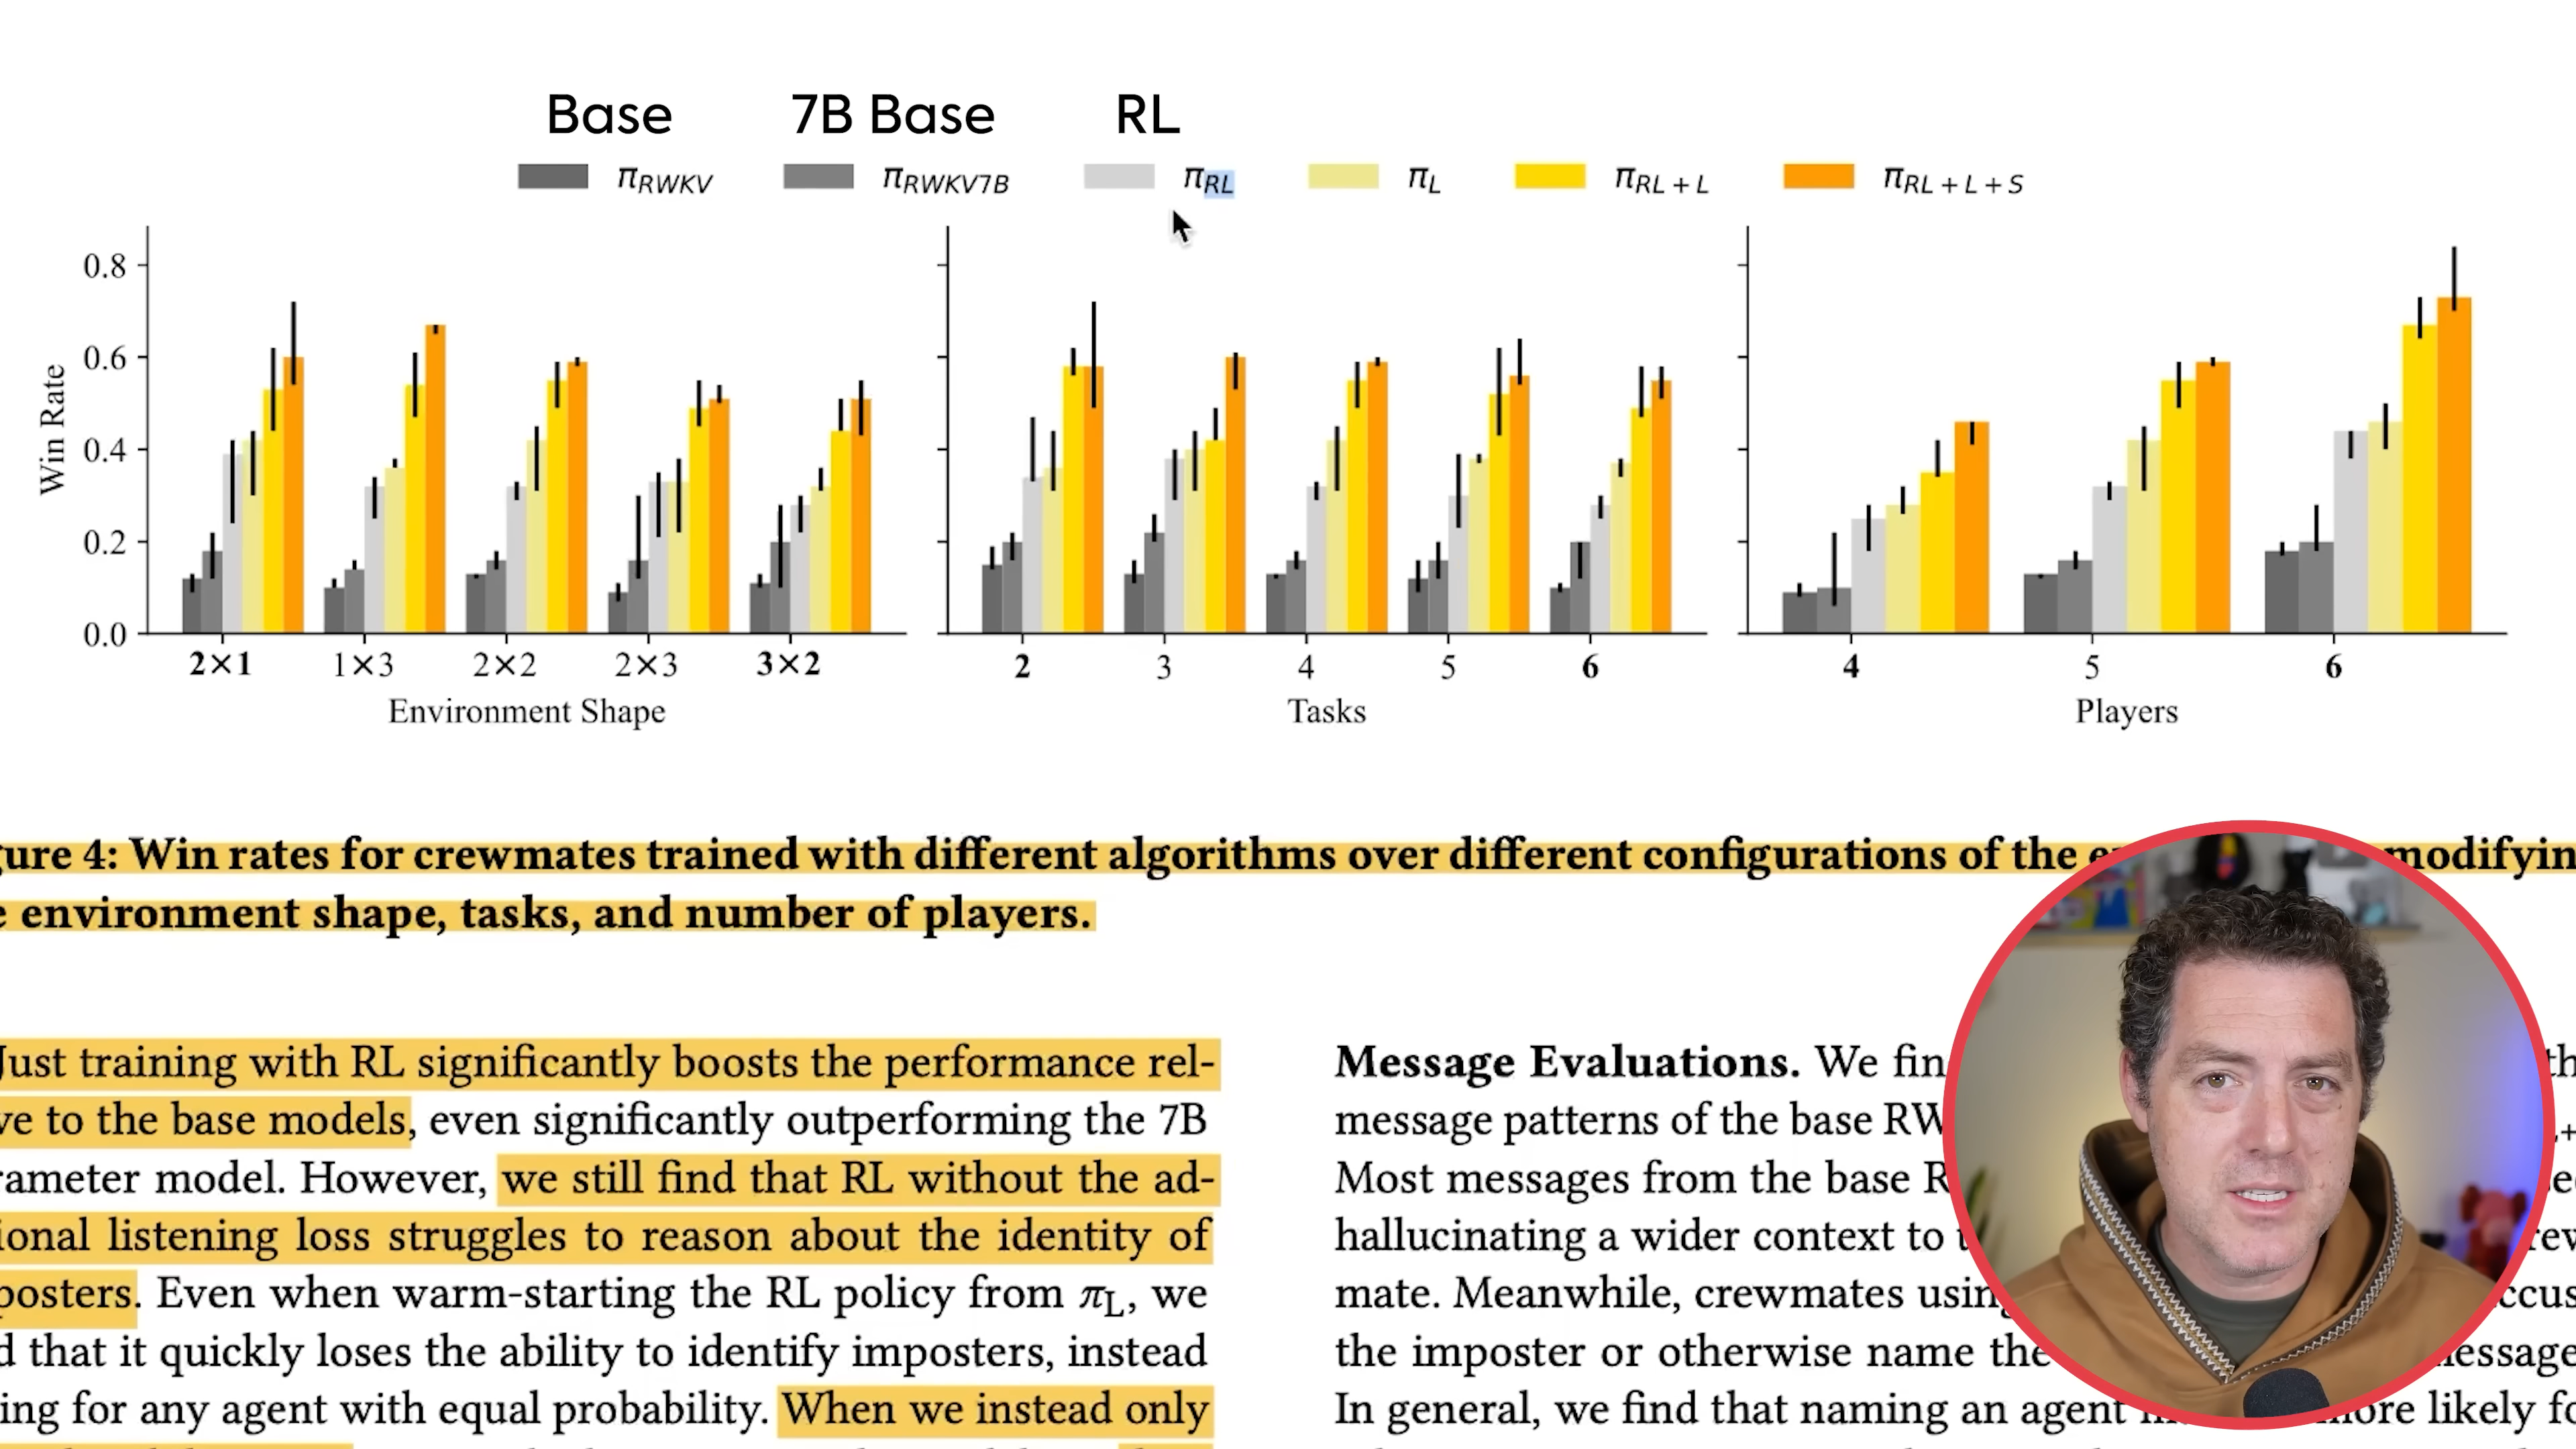 Base 7B Base RL
πRWKV πRWKV7B πRL πL πRL+L πRL+L+S
0.8
0.6
0.4
0.2
0.0
Win Rate
2×1 1×3 2×2 2×3 3×2
Environment Shape
2 3 4 5 6
Tasks
4 5 6
Players
gure 4: Win rates for crewmates trained with different algorithms over different configurations of the modifyin
e environment shape, tasks, and number of players.
Just training with RL significantly boosts the performance rel-
ve to the base models, even significantly outperforming the 7B
rameter model. However, we still find that RL without the ad-
ional listening loss struggles to reason about the identity of
posters. Even when warm-starting the RL policy from πL, we
d that it quickly loses the ability to identify imposters, instead
ing for any agent with equal probability. When we instead only
Message Evaluations. We fin
message patterns of the base RW
Most messages from the base R
hallucinating a wider context to
mate. Meanwhile, crewmates using
the imposter or otherwise name the
In general, we find that naming an agent more likely fo